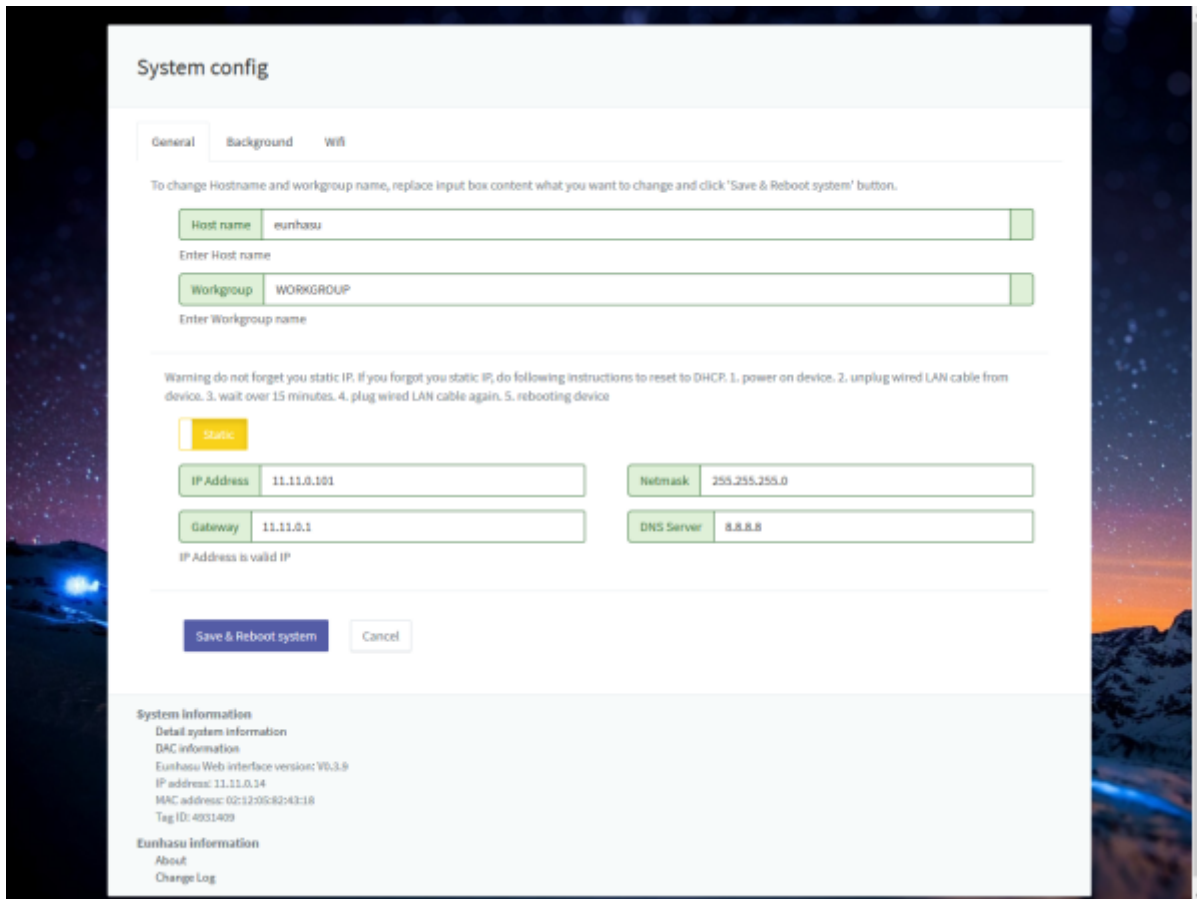 System config
General Background Wifi
To change Hostname and workgroup name, replace input box content what you want to change and click 'Save & Reboot system' button.
Host name eunhasu
Enter Host name
Workgroup WORKGROUP
Enter Workgroup name
Warning do not forget you static IP. If you forgot you static IP, do following instructions to reset to DHCP. 1. power on device. 2. unplug wired LAN cable from
device. 3. wait over 15 minutes. 4. plug wired LAN cable again. 5. rebooting device
Static
IP Address 11.11.0.101 Netmask 255.255.255.0
Gateway 11.11.0.1 DNS Server 8.8.8.8
IP Address is valid IP
Save & Reboot system Cancel
System information
Detail system information
DAC information
Eunhasu Web interface version: V0.3.9
IP address: 11.11.0.14
MAC address: 02:12:05:82:43:18
Tag ID: 4931409
Eunhasu information
About
Change Log